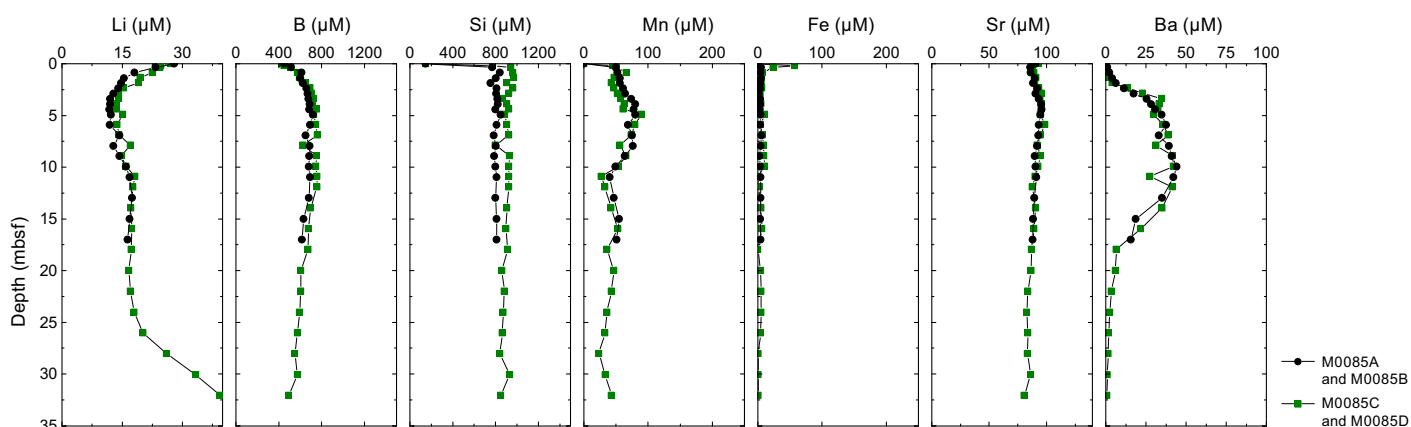 Li (µM) B (µM) Si (µM) Mn (µM) Fe (µM) Sr (µM) Ba (µM)
0 15 30 0 400 800 1200 400 800 1200 0 100 200 0 100 200 50 100 0 25 50 75 100
0
5
10
15
20
25
30
35
Depth (mbsf)
M0085A
and M0085B
M0085C
and M0085D